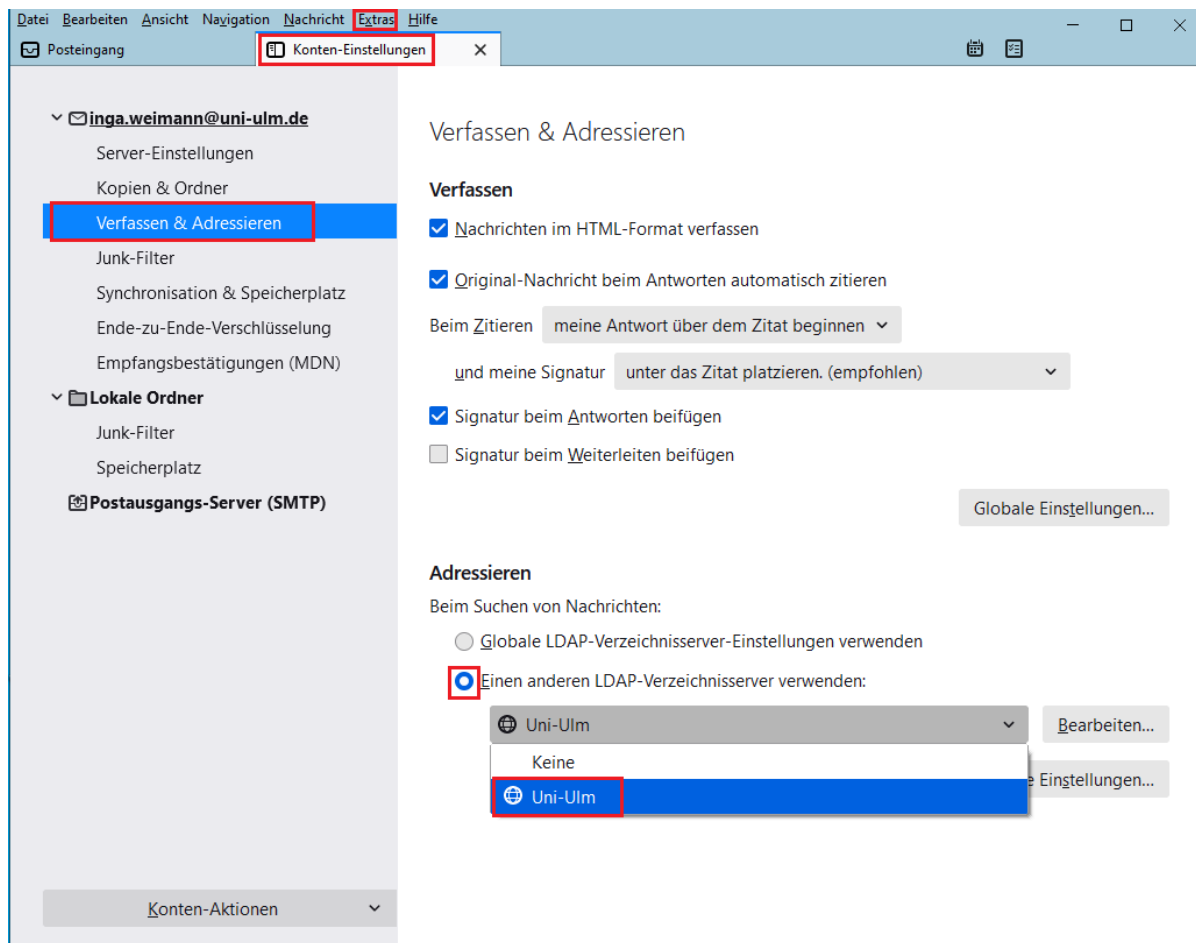 Datei Bearbeiten Ansicht Navigation Nachricht Extras Hilfe
Posteingang
Konten-Einstellungen
inga.weimann@uni-ulm.de
Server-Einstellungen
Kopien & Ordner
Verfassen & Adressieren
Junk-Filter
Synchronisation & Speicherplatz
Ende-zu-Ende-Verschlüsselung
Empfangsbestätigungen (MDN)
Lokale Ordner
Junk-Filter
Speicherplatz
Postausgangs-Server (SMTP)
Konten-Aktionen
Verfassen & Adressieren
Verfassen
Nachrichten im HTML-Format verfassen
Original-Nachricht beim Antworten automatisch zitieren
Beim Zitieren meine Antwort über dem Zitat beginnen
und meine Signatur unter das Zitat platzieren. (empfohlen)
Signatur beim Antworten beifügen
Signatur beim Weiterleiten beifügen
Globale Einstellungen...
Adressieren
Beim Suchen von Nachrichten:
Globale LDAP-Verzeichnisserver-Einstellungen verwenden
Einen anderen LDAP-Verzeichnisserver verwenden:
Uni-Ulm Bearbeiten...
Keine
Uni-Ulm
Einstellungen...